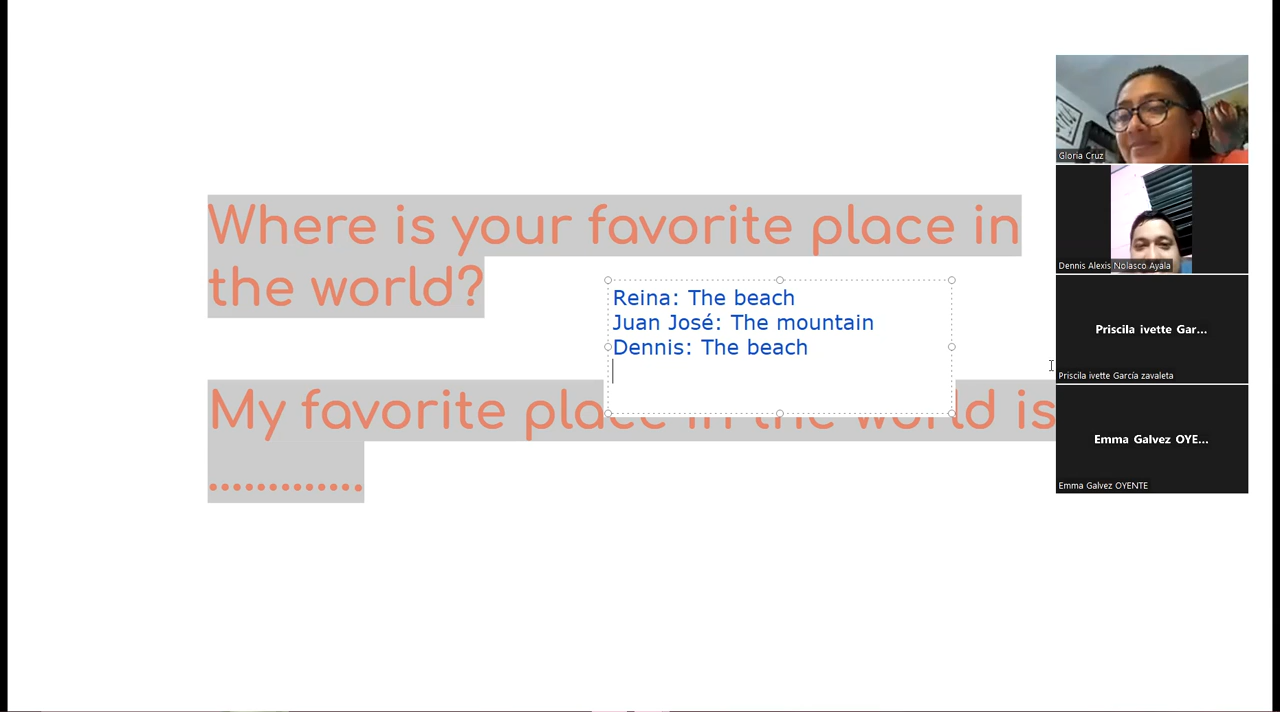 Where is your favorite place in
the world?
Reina: The beach
Juan José: The mountain
Dennis: The beach
My favorite place in the world is
.............
Gloria Cruz
Dennis Alexis Nolasco Ayala
Priscila ivette Gar...
Priscila ivette García zavaleta
Emma Galvez OYE...
Emma Galvez OYENTE